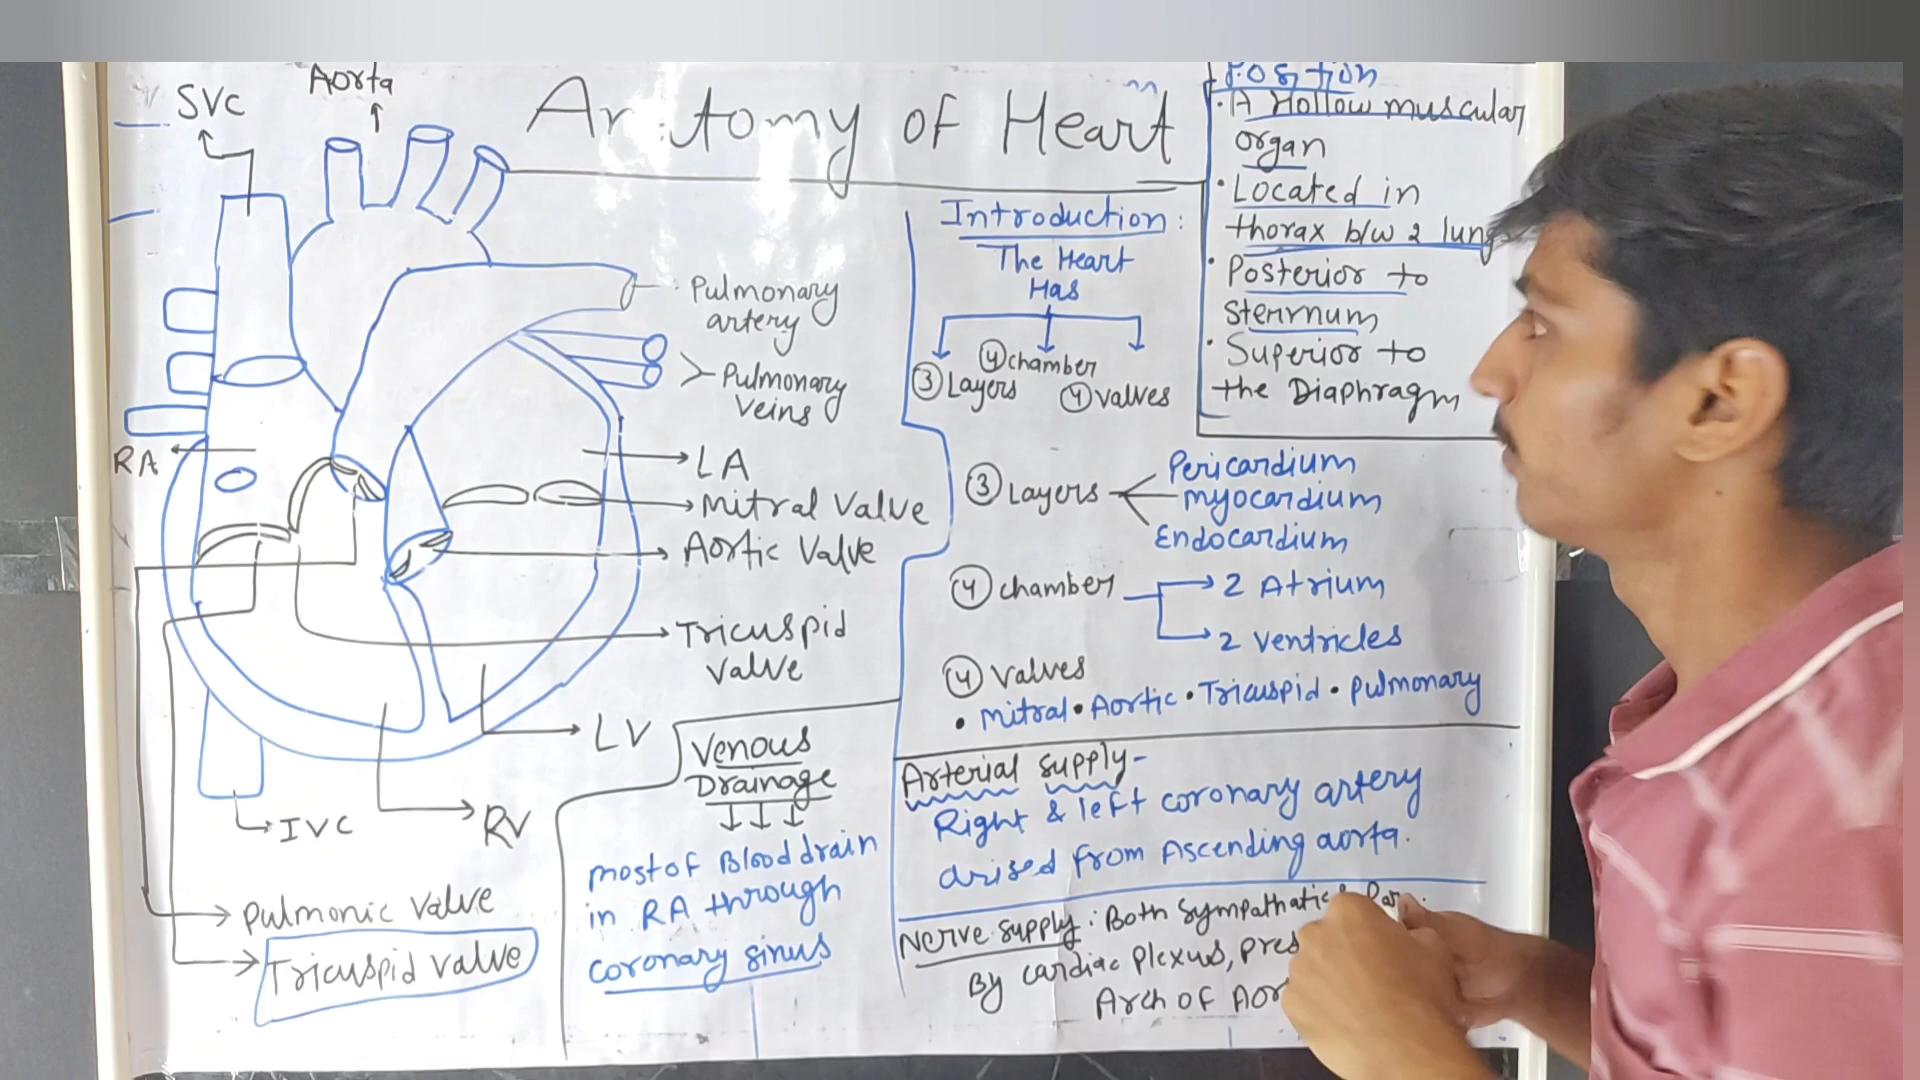 Anatomy of Heart
SVC
Aorta
Pulmonary
artery
Pulmonary
Veins
RA
LA
Mitral Valve
Aortic Valve
Tricuspid
Valve
LV
RV
IVC
Pulmonic Valve
Tricuspid Valve
Venous
Drainage
most of Blood drain
in RA through
coronary sinus
Introduction:
The Heart
Has
③ Layers
④ chamber
④ valves
③ Layers
Pericardium
myocardium
Endocardium
④ chamber
2 Atrium
2 Ventricles
④ Valves
• Mitral • Aortic • Tricuspid • pulmonary
Arterial supply-
Right & left coronary artery
arised from Ascending aorta.
Nerve supply: Both Sympathatic &
By cardiac plexus,
Arch of
Position
• A Hollow muscular
organ
• Located in
thorax b/w 2 lungs
• Posterior to
Sternum
• Superior to
the Diaphragm